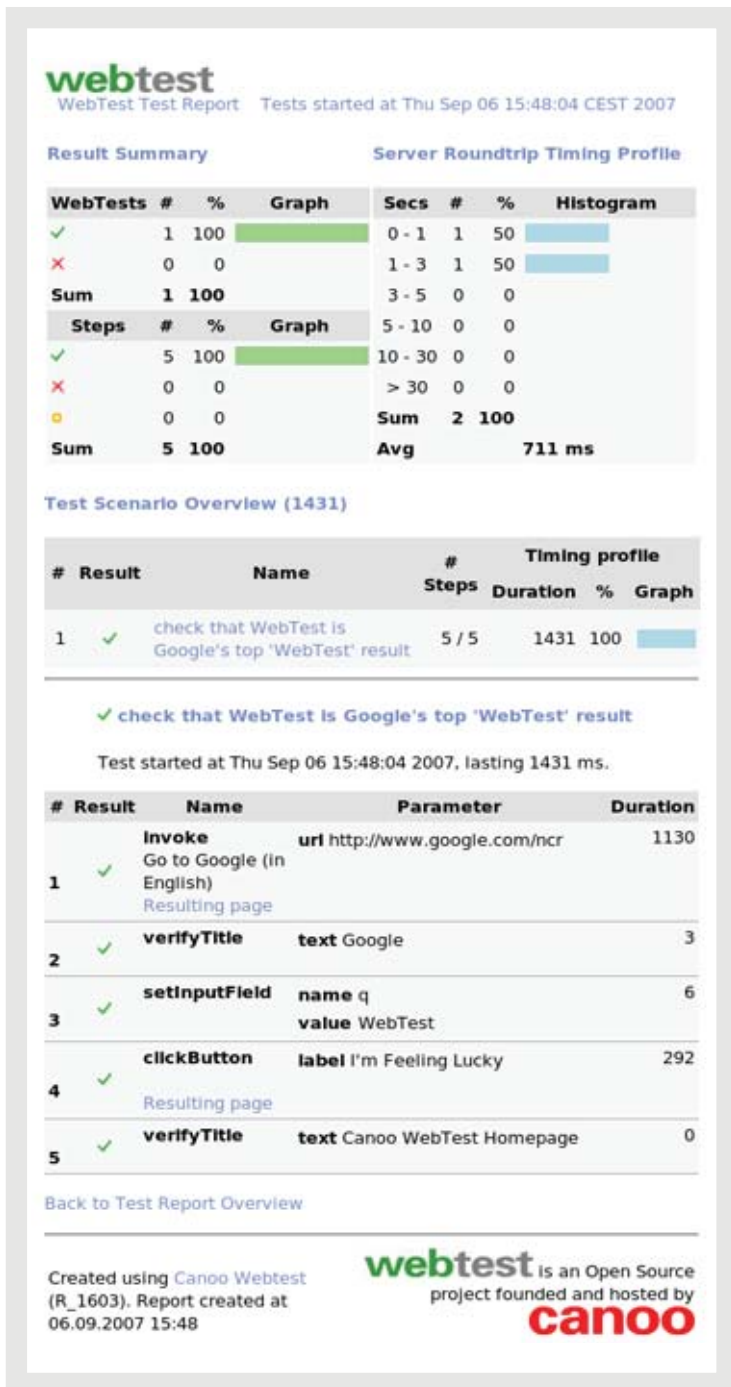 webtest
WebTest Test Report Tests started at Thu Sep 06 15:48:04 CEST 2007
Result Summary
WebTests # % Graph
1 100
0 0
Sum 1 100
Steps # % Graph
5 100
0 0
0 0
Sum 5 100
Server Roundtrip Timing Profile
Secs # % Histogram
0 - 1 1 50
1 - 3 1 50
3 - 5 0 0
5 - 10 0 0
10 - 30 0 0
> 30 0 0
Sum 2 100
Avg 711 ms
Test Scenario Overview (1431)
# Result Name # Steps Timing profile
Duration % Graph
1 check that WebTest is
Google's top 'WebTest' result 5 / 5 1431 100
check that WebTest is Google's top 'WebTest' result
Test started at Thu Sep 06 15:48:04 2007, lasting 1431 ms.
# Result Name Parameter Duration
invoke url http://www.google.com/ncr 1130
Go to Google (in
1 English)
Resulting page
verifyTitle text Google 3
2
setInputField name q 6
3 value WebTest
clickButton label I'm Feeling Lucky 292
4
Resulting page
verifyTitle text Canoo WebTest Homepage 0
5
Back to Test Report Overview
Created using Canoo Webtest
(R_1603). Report created at
06.09.2007 15:48
webtest is an Open Source
project founded and hosted by
canoo